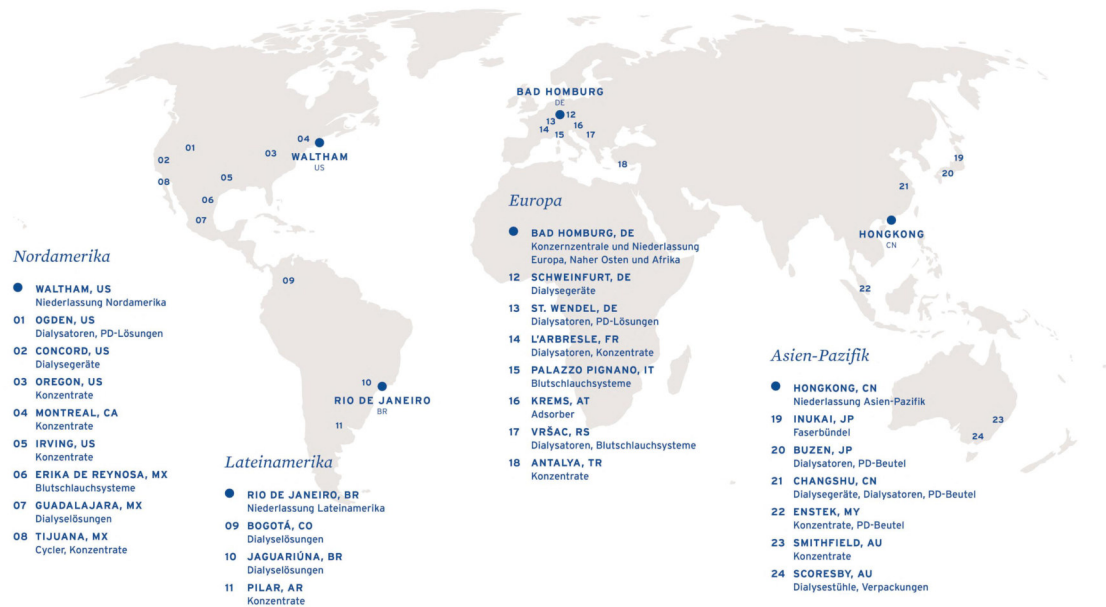 BAD HOMBURG
DE
12
13
14
15
16
17
18
04
WALTHAM
US
01
02
03
05
08
06
07
19
20
21
HONGKONG
CN
22
09
10
RIO DE JANEIRO
BR
11
23
24
Nordamerika
WALTHAM, US
Niederlassung Nordamerika
01 OGDEN, US
Dialysatoren, PD-Lösungen
02 CONCORD, US
Dialysegeräte
03 OREGON, US
Konzentrate
04 MONTREAL, CA
Konzentrate
05 IRVING, US
Konzentrate
06 ERIKA DE REYNOSA, MX
Blutschlauchsysteme
07 GUADALAJARA, MX
Dialyselösungen
08 TIJUANA, MX
Cycler, Konzentrate
Lateinamerika
RIO DE JANEIRO, BR
Niederlassung Lateinamerika
09 BOGOTÁ, CO
Dialyselösungen
10 JAGUARIÚNA, BR
Dialyselösungen
11 PILAR, AR
Konzentrate
Europa
BAD HOMBURG, DE
Konzernzentrale und Niederlassung
Europa, Naher Osten und Afrika
12 SCHWEINFURT, DE
Dialysegeräte
13 ST. WENDEL, DE
Dialysatoren, PD-Lösungen
14 L'ARBRESLE, FR
Dialysatoren, Konzentrate
15 PALAZZO PIGNANO, IT
Blutschlauchsysteme
16 KREMS, AT
Adsorber
17 VRŠAC, RS
Dialysatoren, Blutschlauchsysteme
18 ANTALYA, TR
Konzentrate
Asien-Pazifik
HONGKONG, CN
Niederlassung Asien-Pazifik
19 INUKAI, JP
Faserbündel
20 BUZEN, JP
Dialysatoren, PD-Beutel
21 CHANGSHU, CN
Dialysegeräte, Dialysatoren, PD-Beutel
22 ENSTEK, MY
Konzentrate, PD-Beutel
23 SMITHFIELD, AU
Konzentrate
24 SCORESBY, AU
Dialysestühle, Verpackungen